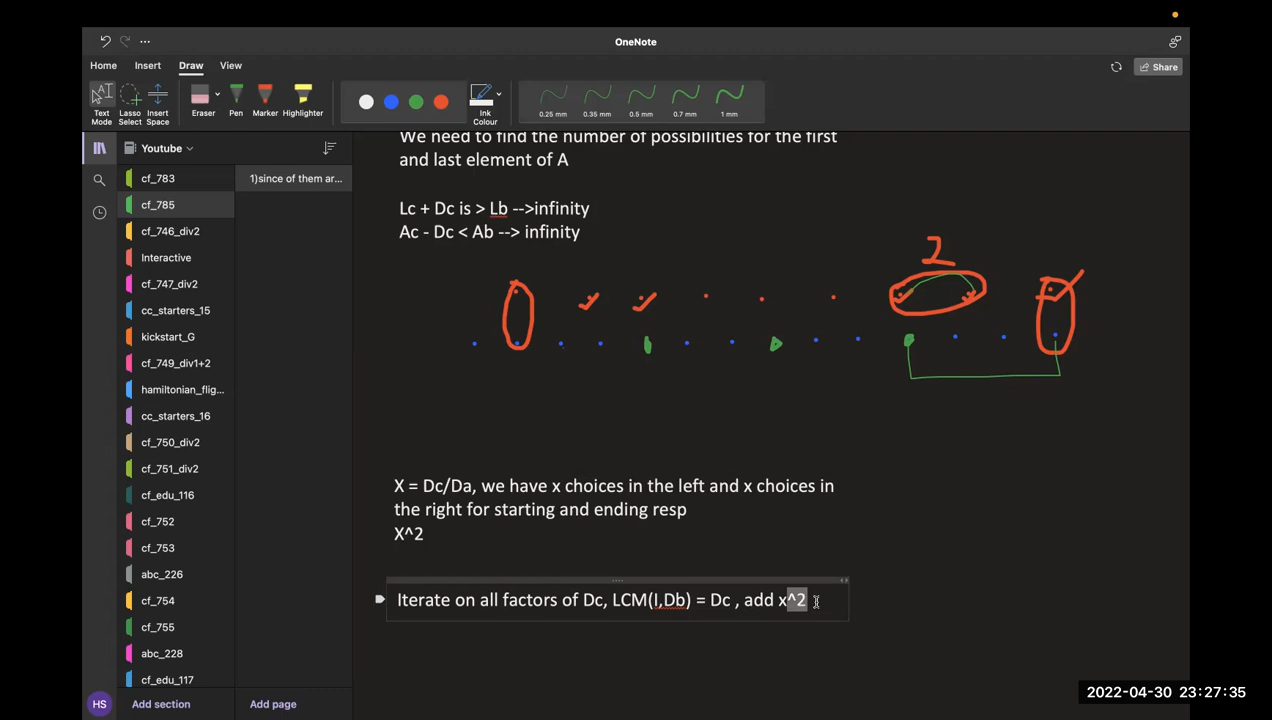 OneNote
Home Insert Draw View
Share
Text Mode
Lasso Select
Insert Space
Eraser
Pen
Marker
Highlighter
Ink Colour
0.25 mm
0.35 mm
0.5 mm
0.7 mm
1 mm
Youtube
cf_783
cf_785
cf_746_div2
Interactive
cf_747_div2
cc_starters_15
kickstart_G
cf_749_div1+2
hamiltonian_flig...
cc_starters_16
cf_750_div2
cf_751_div2
cf_edu_116
cf_752
cf_753
abc_226
cf_754
cf_755
abc_228
cf_edu_117
HS
Add section
1)since of them ar...
Add page
We need to find the number of possibilities for the first
and last element of A
Lc + Dc is > Lb -->infinity
Ac - Dc < Ab --> infinity
2
X = Dc/Da, we have x choices in the left and x choices in
the right for starting and ending resp
X^2
Iterate on all factors of Dc, LCM(I,Db) = Dc , add x^2
2022-04-30 23:27:35